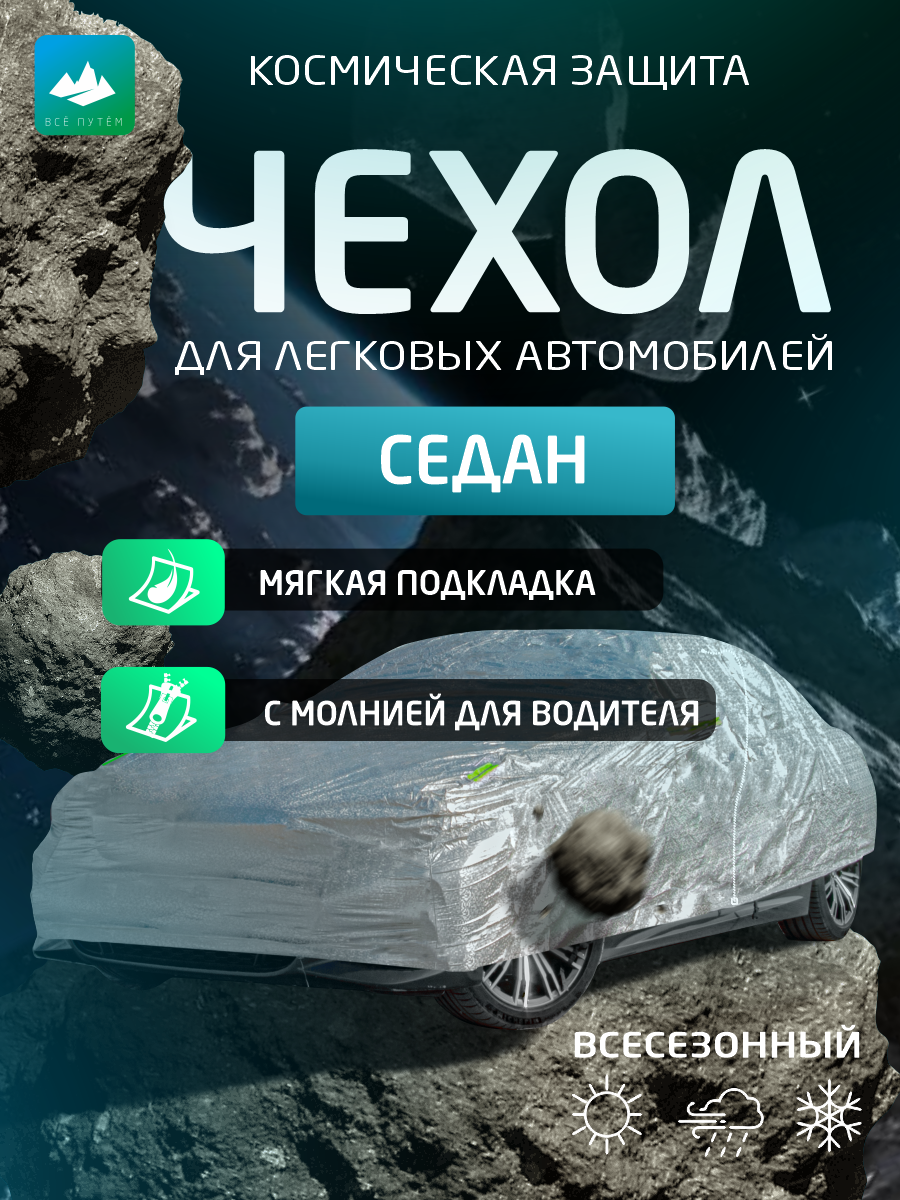 ВСЁ ПУТЁМ
КОСМИЧЕСКАЯ ЗАЩИТА
ЧЕХОЛ
ДЛЯ ЛЕГКОВЫХ АВТОМОБИЛЕЙ
СЕДАН
МЯГКАЯ ПОДКЛАДКА
С МОЛНИЕЙ ДЛЯ ВОДИТЕЛЯ
ВСЕСЕЗОННЫЙ